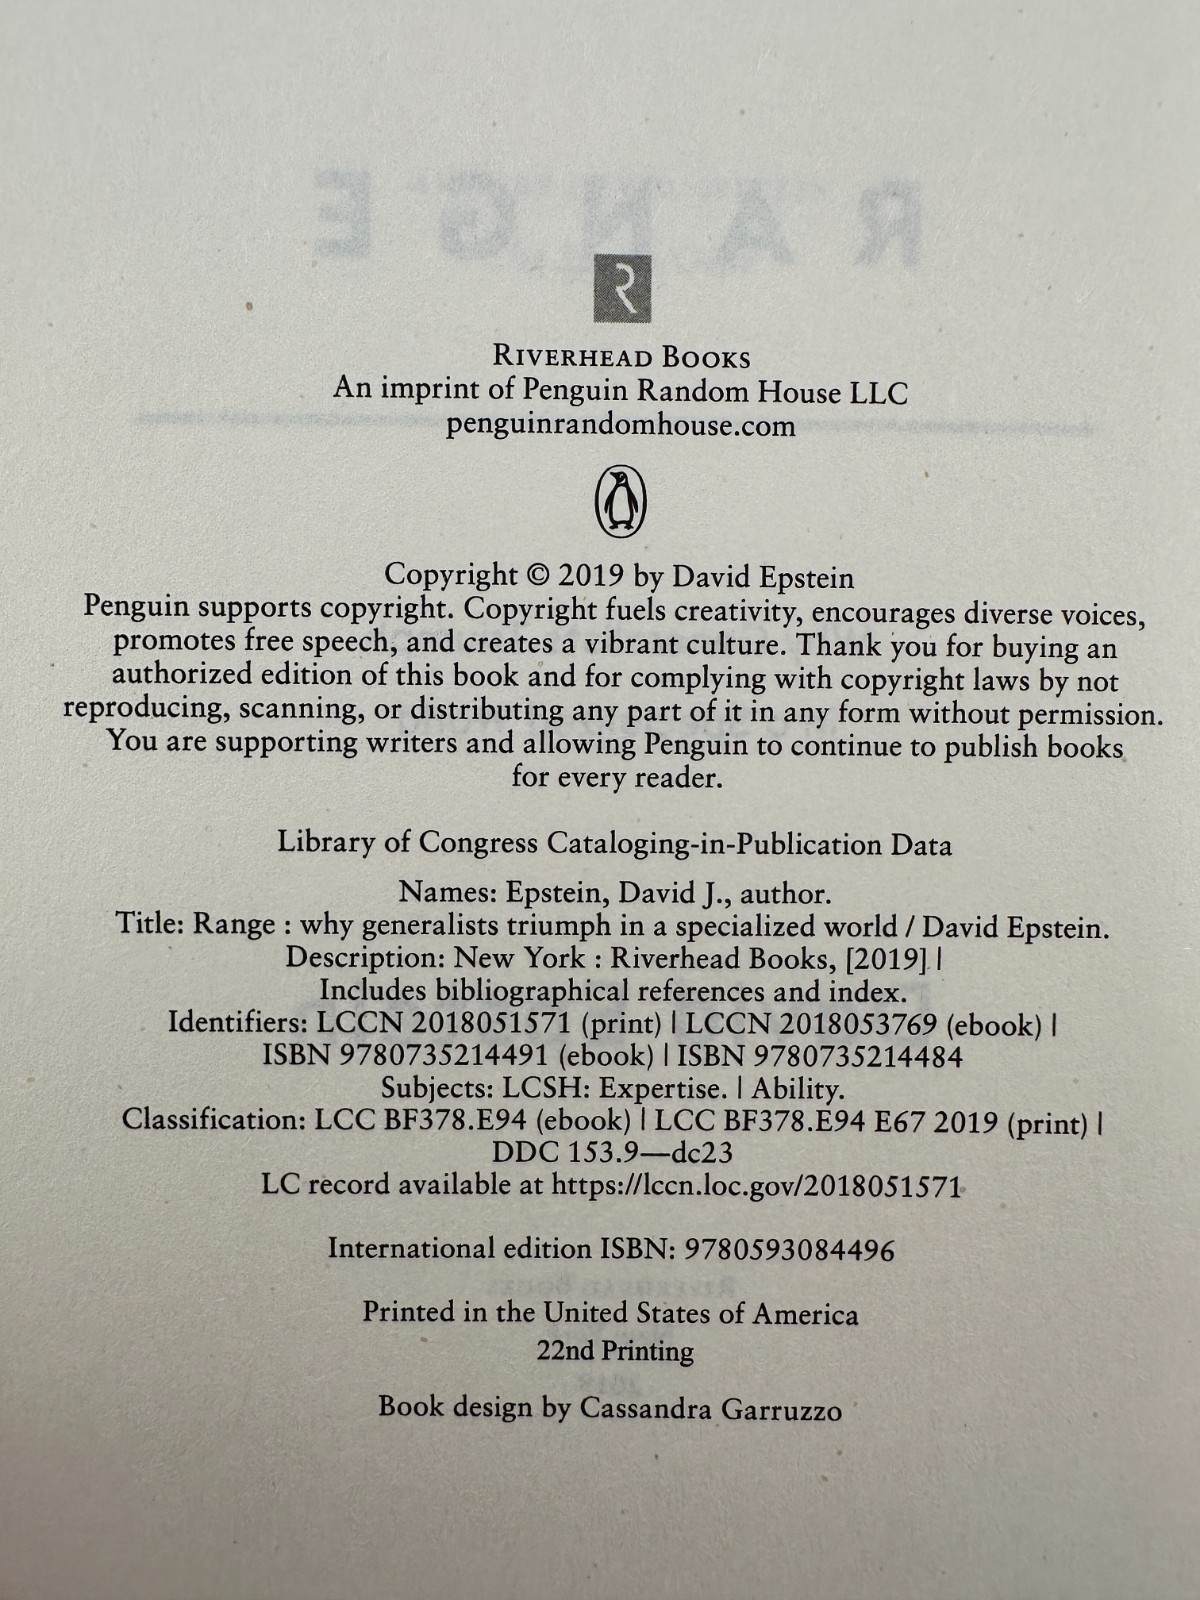 RANGE
R
RIVERHEAD BOOKS
An imprint of Penguin Random House LLC
penguinrandomhouse.com
Copyright © 2019 by David Epstein
Penguin supports copyright. Copyright fuels creativity, encourages diverse voices,
promotes free speech, and creates a vibrant culture. Thank you for buying an
authorized edition of this book and for complying with copyright laws by not
reproducing, scanning, or distributing any part of it in any form without permission.
You are supporting writers and allowing Penguin to continue to publish books
for every reader.
Library of Congress Cataloging-in-Publication Data
Names: Epstein, David J., author.
Title: Range : why generalists triumph in a specialized world / David Epstein.
Description: New York : Riverhead Books, [2019] |
Includes bibliographical references and index.
Identifiers: LCCN 2018051571 (print) | LCCN 2018053769 (ebook) |
ISBN 9780735214491 (ebook) | ISBN 9780735214484
Subjects: LCSH: Expertise. | Ability.
Classification: LCC BF378.E94 (ebook) | LCC BF378.E94 E67 2019 (print) |
DDC 153.9—dc23
LC record available at https://lccn.loc.gov/2018051571
International edition ISBN: 9780593084496
RIVERHEAD BOOKS
Printed in the United States of America
22nd Printing
Book design by Cassandra Garruzzo